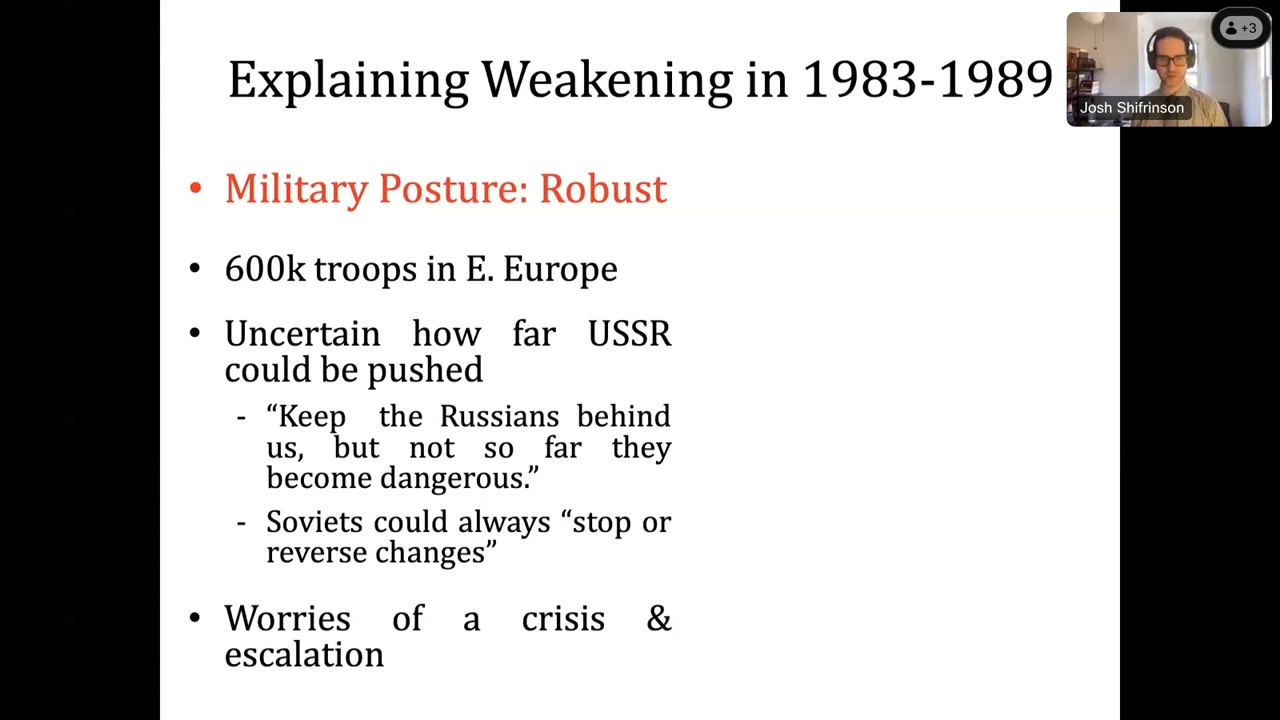 Explaining Weakening in 1983-1989
+3
Josh Shifrinson
• Military Posture: Robust
• 600k troops in E. Europe
• Uncertain how far USSR
could be pushed
- “Keep the Russians behind
us, but not so far they
become dangerous.”
- Soviets could always “stop or
reverse changes”
• Worries of a crisis &
escalation